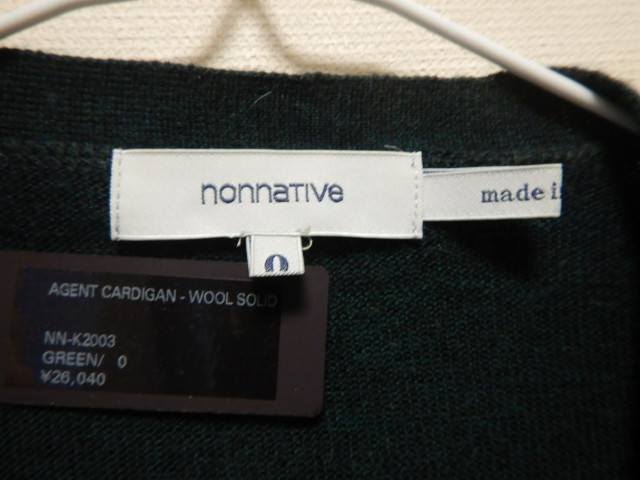 nonnative
made i
0
AGENT CARDIGAN - WOOL SOLID
NN-K2003
GREEN/ 0
¥26,040